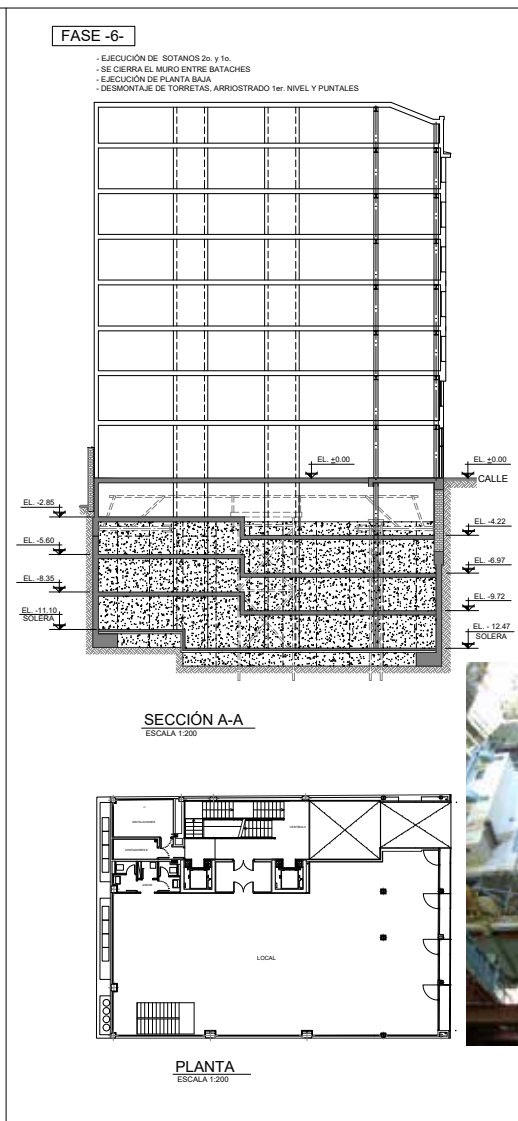 FASE -6-
- EJECUCIÓN DE SOTANOS 2o. y 1o.
- SE CIERRA EL MURO ENTRE BATACHES
- EJECUCIÓN DE PLANTA BAJA
- DESMONTAJE DE TORRETAS, ARRIOSTRADO 1er. NIVEL Y PUNTALES
EL. ±0.00
EL. ±0.00
CALLE
EL. -2.85
EL. -4.22
EL. -5.60
EL. -6.97
EL. -8.35
EL. -9.72
EL. -11.10
SOLERA
EL. - 12.47
SOLERA
SECCIÓN A-A
ESCALA 1:200
INSTALACIONES
VESTÍBULO
ASEOS
LOCAL
PLANTA
ESCALA 1:200